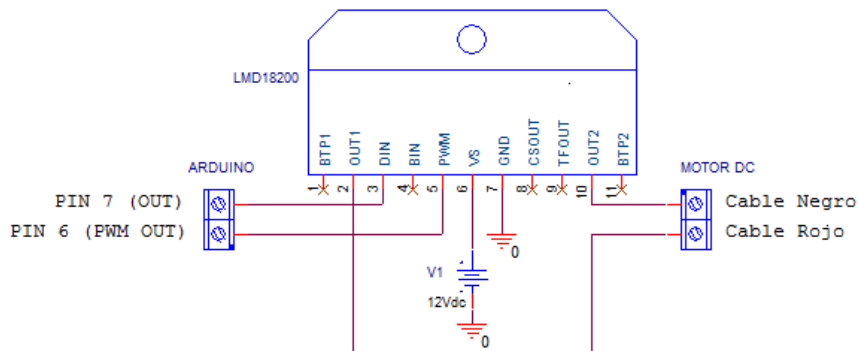 LMD18200
BTP1 OUT1 DIN BIN PWM VS GND CSOUT TFOUT OUT2 BTP2
1 2 3 4 5 6 7 8 9 10 11
ARDUINO
PIN 7 (OUT)
PIN 6 (PWM OUT)
MOTOR DC
Cable Negro
Cable Rojo
0
V1
12Vdc
0